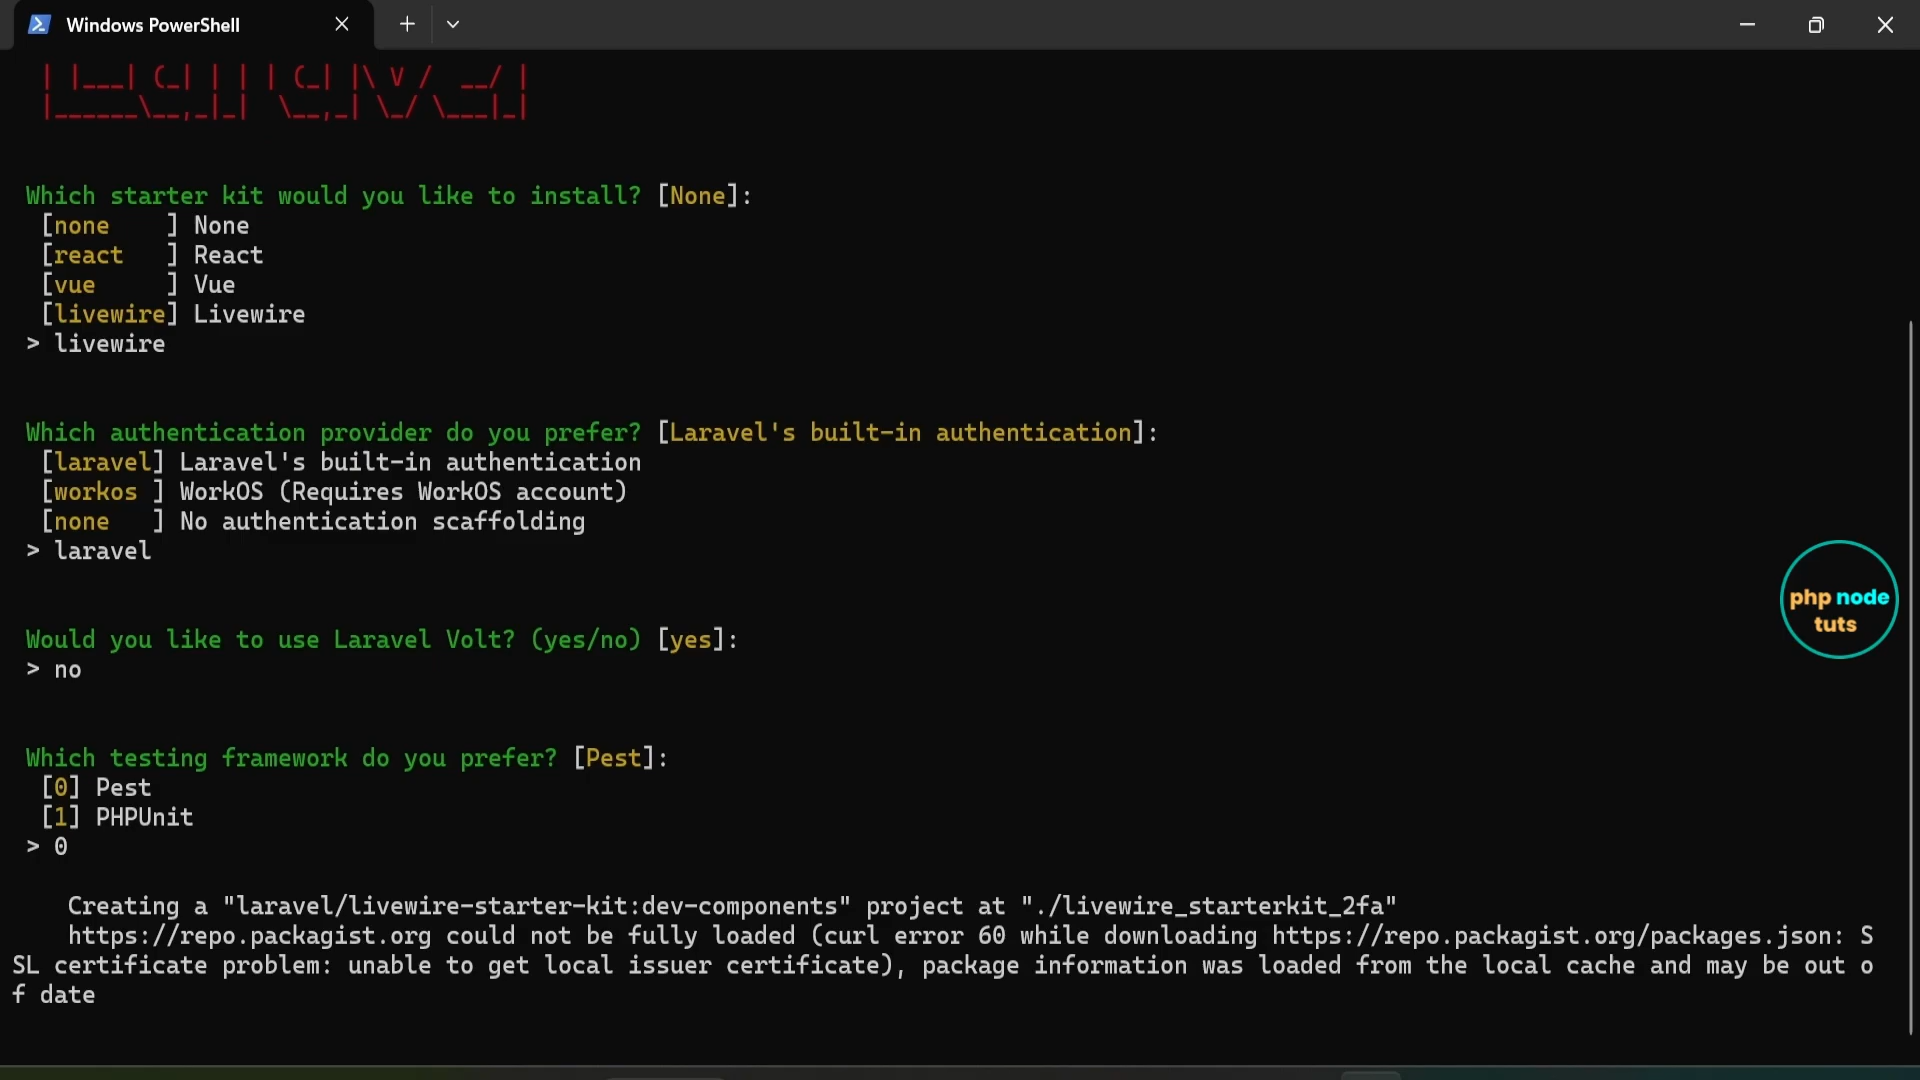 Windows PowerShell
| |___| (_| | | | (_| |\ V /  __/ |
|______\__,_|_|  \__,_| \_/ \___|_|
Which starter kit would you like to install? [None]:
[none    ] None
[react   ] React
[vue     ] Vue
[livewire] Livewire
> livewire
Which authentication provider do you prefer? [Laravel's built-in authentication]:
[laravel] Laravel's built-in authentication
[workos ] WorkOS (Requires WorkOS account)
[none   ] No authentication scaffolding
> laravel
Would you like to use Laravel Volt? (yes/no) [yes]:
> no
Which testing framework do you prefer? [Pest]:
[0] Pest
[1] PHPUnit
> 0
Creating a "laravel/livewire-starter-kit:dev-components" project at "./livewire_starterkit_2fa"
https://repo.packagist.org could not be fully loaded (curl error 60 while downloading https://repo.packagist.org/packages.json: S
SL certificate problem: unable to get local issuer certificate), package information was loaded from the local cache and may be out o
f date
php node
tuts